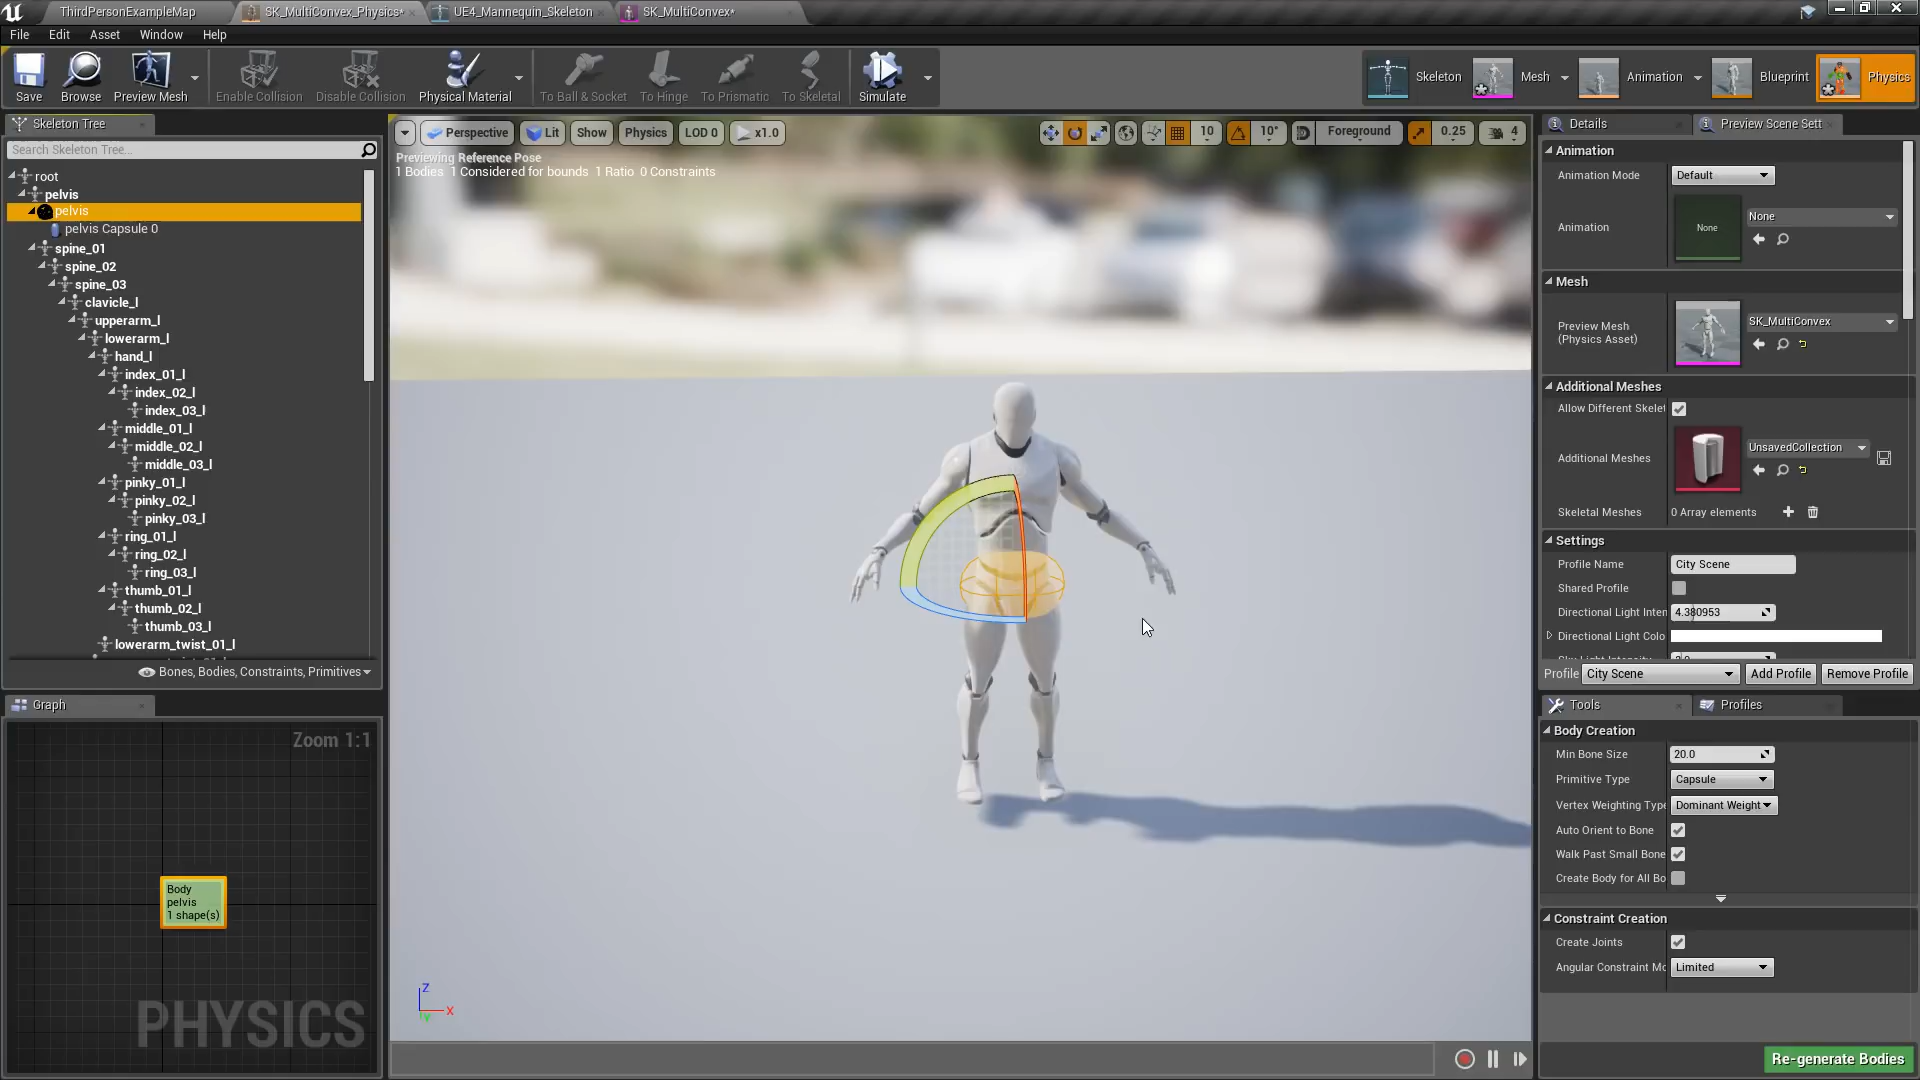 ThirdPersonExampleMap
SK_MultiConvex_Physics*
UE4_Mannequin_Skeleton
SK_MultiConvex*
File Edit Asset Window Help
Save
Browse
Preview Mesh
Enable Collision
Disable Collision
Physical Material
To Ball & Socket
To Hinge
To Prismatic
To Skeletal
Simulate
Skeleton
Mesh
Animation
Blueprint
Physics
Skeleton Tree
Search Skeleton Tree...
root
pelvis
pelvis
pelvis Capsule 0
spine_01
spine_02
spine_03
clavicle_l
upperarm_l
lowerarm_l
hand_l
index_01_l
index_02_l
index_03_l
middle_01_l
middle_02_l
middle_03_l
pinky_01_l
pinky_02_l
pinky_03_l
ring_01_l
ring_02_l
ring_03_l
thumb_01_l
thumb_02_l
thumb_03_l
lowerarm_twist_01_l
Bones, Bodies, Constraints, Primitives
Graph
Zoom 1:1
Body
pelvis
1 shape(s)
PHYSICS
Perspective
Lit
Show
Physics
LOD 0
x1.0
10
10°
Foreground
0.25
4
Previewing Reference Pose
1 Bodies 1 Considered for bounds 1 Ratio 0 Constraints
Z
X
Y
Details
Preview Scene Sett
Animation
Animation Mode
Default
Animation
None
None
Mesh
Preview Mesh
(Physics Asset)
SK_MultiConvex
Additional Meshes
Allow Different Skelet
Additional Meshes
UnsavedCollection
Skeletal Meshes
0 Array elements
Settings
Profile Name
City Scene
Shared Profile
Directional Light Inten
4.380953
Directional Light Colo
Profile
City Scene
Add Profile
Remove Profile
Tools
Profiles
Body Creation
Min Bone Size
20.0
Primitive Type
Capsule
Vertex Weighting Type
Dominant Weight
Auto Orient to Bone
Walk Past Small Bone
Create Body for All Bo
Constraint Creation
Create Joints
Angular Constraint Mo
Limited
Re-generate Bodies